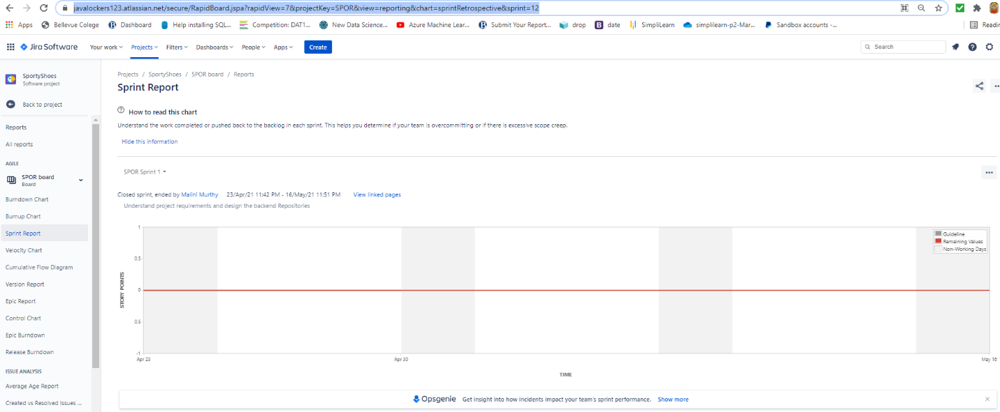 javalockers123.atlassian.net/secure/RapidBoard.jspa?rapidView=7&projectKey=SPOR&view=reporting&chart=sprintRetrospective&sprint=12
Apps Bellevue Colege Dashboard Help installing SQL... Competition: DAT1... New Data Science... Azure Machine Lear... Submit Your Report... drop B date SimpliLearn simplilearn-p2-Mar... Sandbox accounts -... Readin
Jira Software Your work Projects Filters Dashboards People Apps Create Search
SportyShoes
Software project
Back to project
Reports
All reports
AGILE
SPOR board
Board
Burndown Chart
Burnup Chart
Sprint Report
Velocity Chart
Cumulative Flow Diagram
Version Report
Epic Report
Control Chart
Epic Burndown
Release Burndown
ISSUE ANALYSIS
Average Age Report
Created vs Resolved Issues ...
Projects / SportyShoes / SPOR board / Reports
Sprint Report
How to read this chart
Understand the work completed or pushed back to the backlog in each sprint. This helps you determine if your team is overcommitting or if there is excessive scope creep.
Hide this information
SPOR Sprint 1
Closed sprint, ended by Malini Murthy 23/Apr/21 11:42 PM - 16/May/21 11:51 PM View linked pages
Understand project requirements and design the backend Repositories
Guideline
Remaining Values
Non-Working Days
STORY POINTS
1
0.5
0
0.5
-1
Apr 23 Apr 30 May 16
TIME
Opsgenie Get insight into how incidents impact your team's sprint performance. Show more